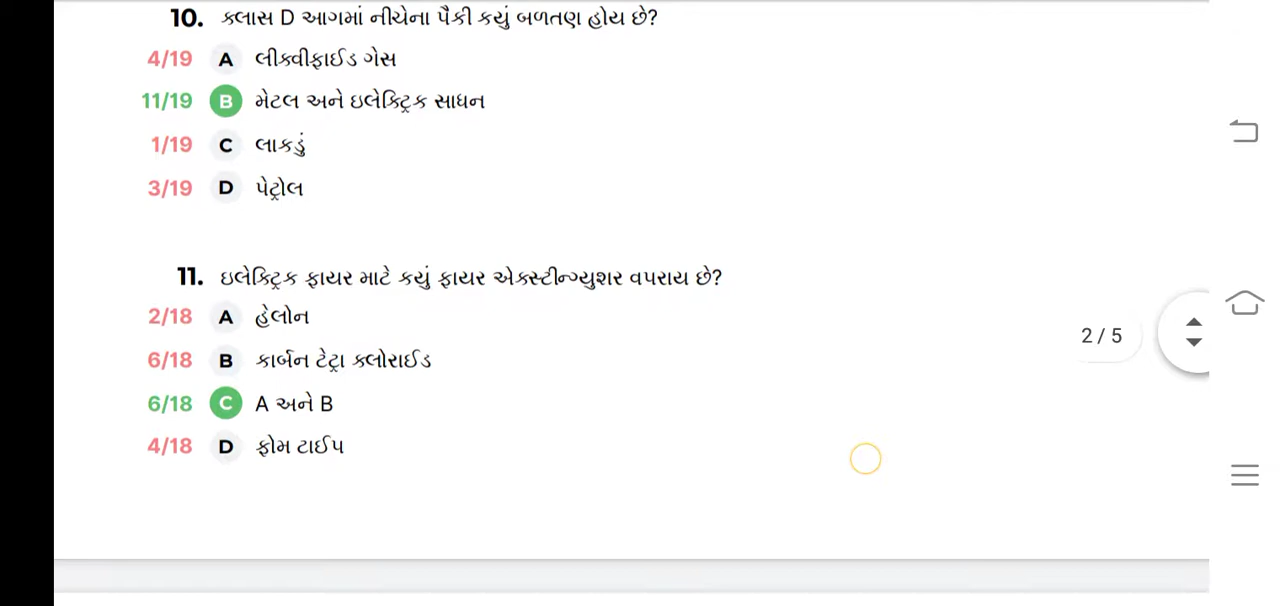 10. ક્લાસ D આગમાં નીચેના પૈકી કયું બળતણ હોય છે?
4/19 A લીક્વીફાઈડ ગેસ
11/19 B મેટલ અને ઇલેક્ટ્રિક સાધન
1/19 C લાકડું
3/19 D પેટ્રોલ
11. ઇલેક્ટ્રિક ફાયર માટે કયું ફાયર એક્સ્ટીન્ગ્યુશર વપરાય છે?
2/18 A હેલોન
6/18 B કાર્બન ટેટ્રા ક્લોરાઈડ
2 / 5
6/18 C A અને B
4/18 D ફોમ ટાઈપ